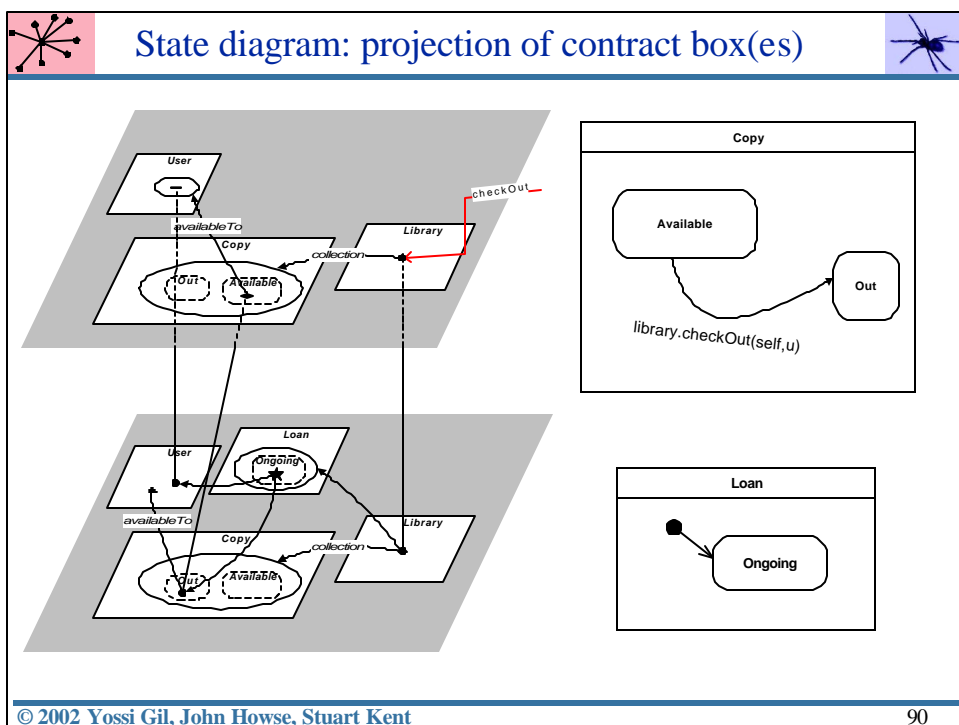 State diagram: projection of contract box(es)
User
checkOut
availableTo
Library
Copy
collection
Out
Available
Loan
User
Ongoing
availableTo
Library
Copy
collection
Out
Available
Copy
Available
Out
library.checkOut(self,u)
Loan
Ongoing
© 2002 Yossi Gil, John Howse, Stuart Kent
90